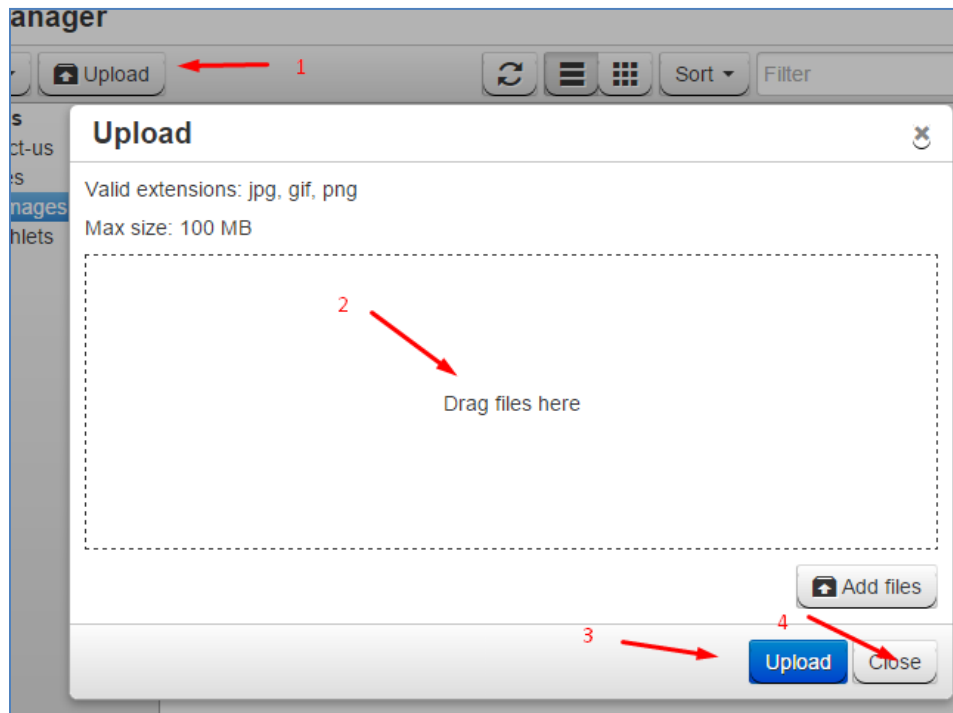 anager
Upload
1
Sort
Filter
s
ct-us
s
nages
hlets
Upload
Valid extensions: jpg, gif, png
Max size: 100 MB
2
Drag files here
Add files
4
3
Upload
Close